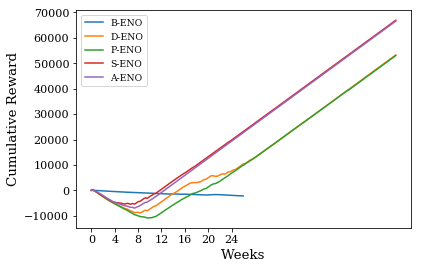 70000
60000
50000
40000
30000
20000
10000
0
−10000
Cumulative Reward
B-ENO
D-ENO
P-ENO
S-ENO
A-ENO
0 4 8 12 16 20 24
Weeks